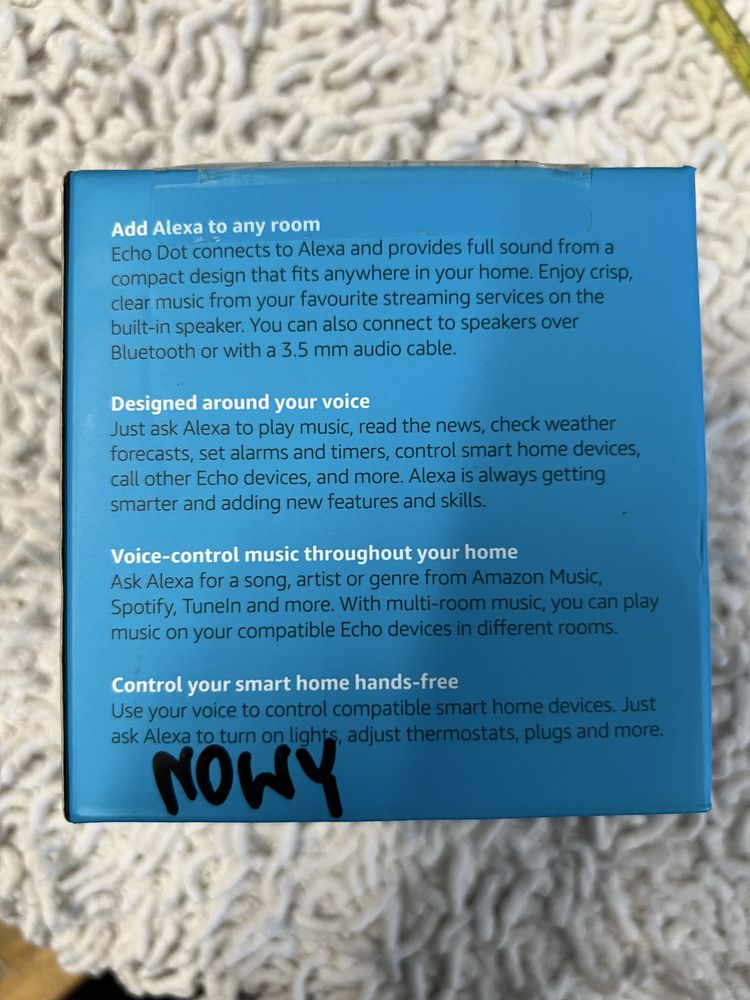 Add Alexa to any room
Echo Dot connects to Alexa and provides full sound from a
compact design that fits anywhere in your home. Enjoy crisp,
clear music from your favourite streaming services on the
built-in speaker. You can also connect to speakers over
Bluetooth or with a 3.5 mm audio cable.
Designed around your voice
Just ask Alexa to play music, read the news, check weather
forecasts, set alarms and timers, control smart home devices,
call other Echo devices, and more. Alexa is always getting
smarter and adding new features and skills.
Voice-control music throughout your home
Ask Alexa for a song, artist or genre from Amazon Music,
Spotify, TuneIn and more. With multi-room music, you can play
music on your compatible Echo devices in different rooms.
Control your smart home hands-free
Use your voice to control compatible smart home devices. Just
ask Alexa to turn on lights, adjust thermostats, plugs and more.
NOWY